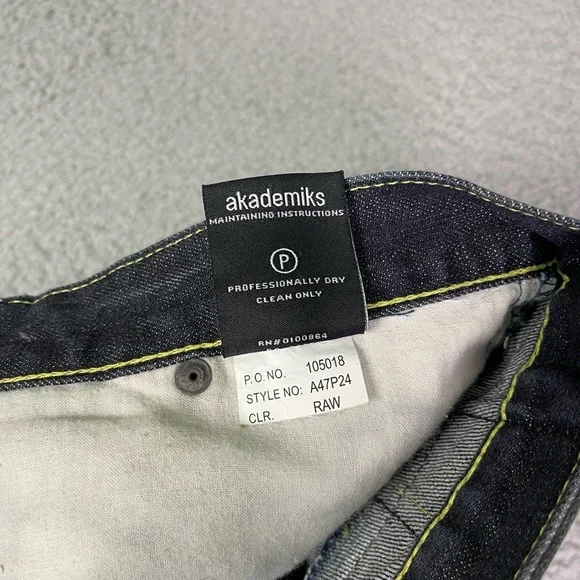 akademiks
MAINTAINING INSTRUCTIONS
P
PROFESSIONALLY DRY
CLEAN ONLY
RN#0100864
P.O.NO. 105018
STYLE NO: A47P24
CLR. RAW